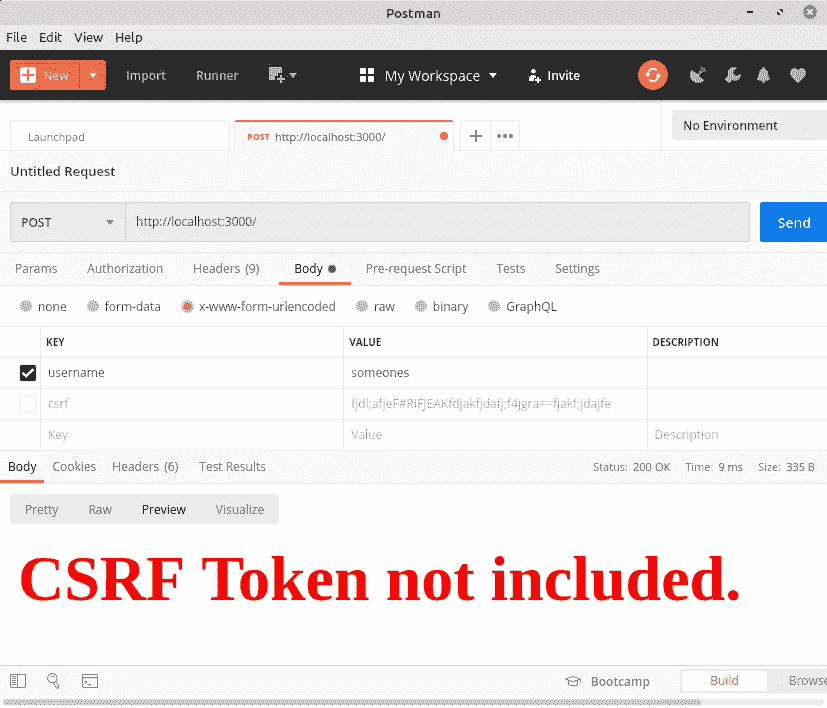 Postman
File Edit View Help
New Import Runner My Workspace Invite
Launchpad POST http://localhost:3000/ No Environment
Untitled Request
POST http://localhost:3000/ Send
Params Authorization Headers (9) Body Pre-request Script Tests Settings
none form-data x-www-form-urlencoded raw binary GraphQL
KEY VALUE DESCRIPTION
username someones
csrf fjdl;afjeF#RIFJEAKfdjakfjdafj;f4jgra==fjakf;jdajfe
Key Value Description
Body Cookies Headers (6) Test Results Status: 200 OK Time: 9 ms Size: 335 B
Pretty Raw Preview Visualize
CSRF Token not included.
Bootcamp Build Browse